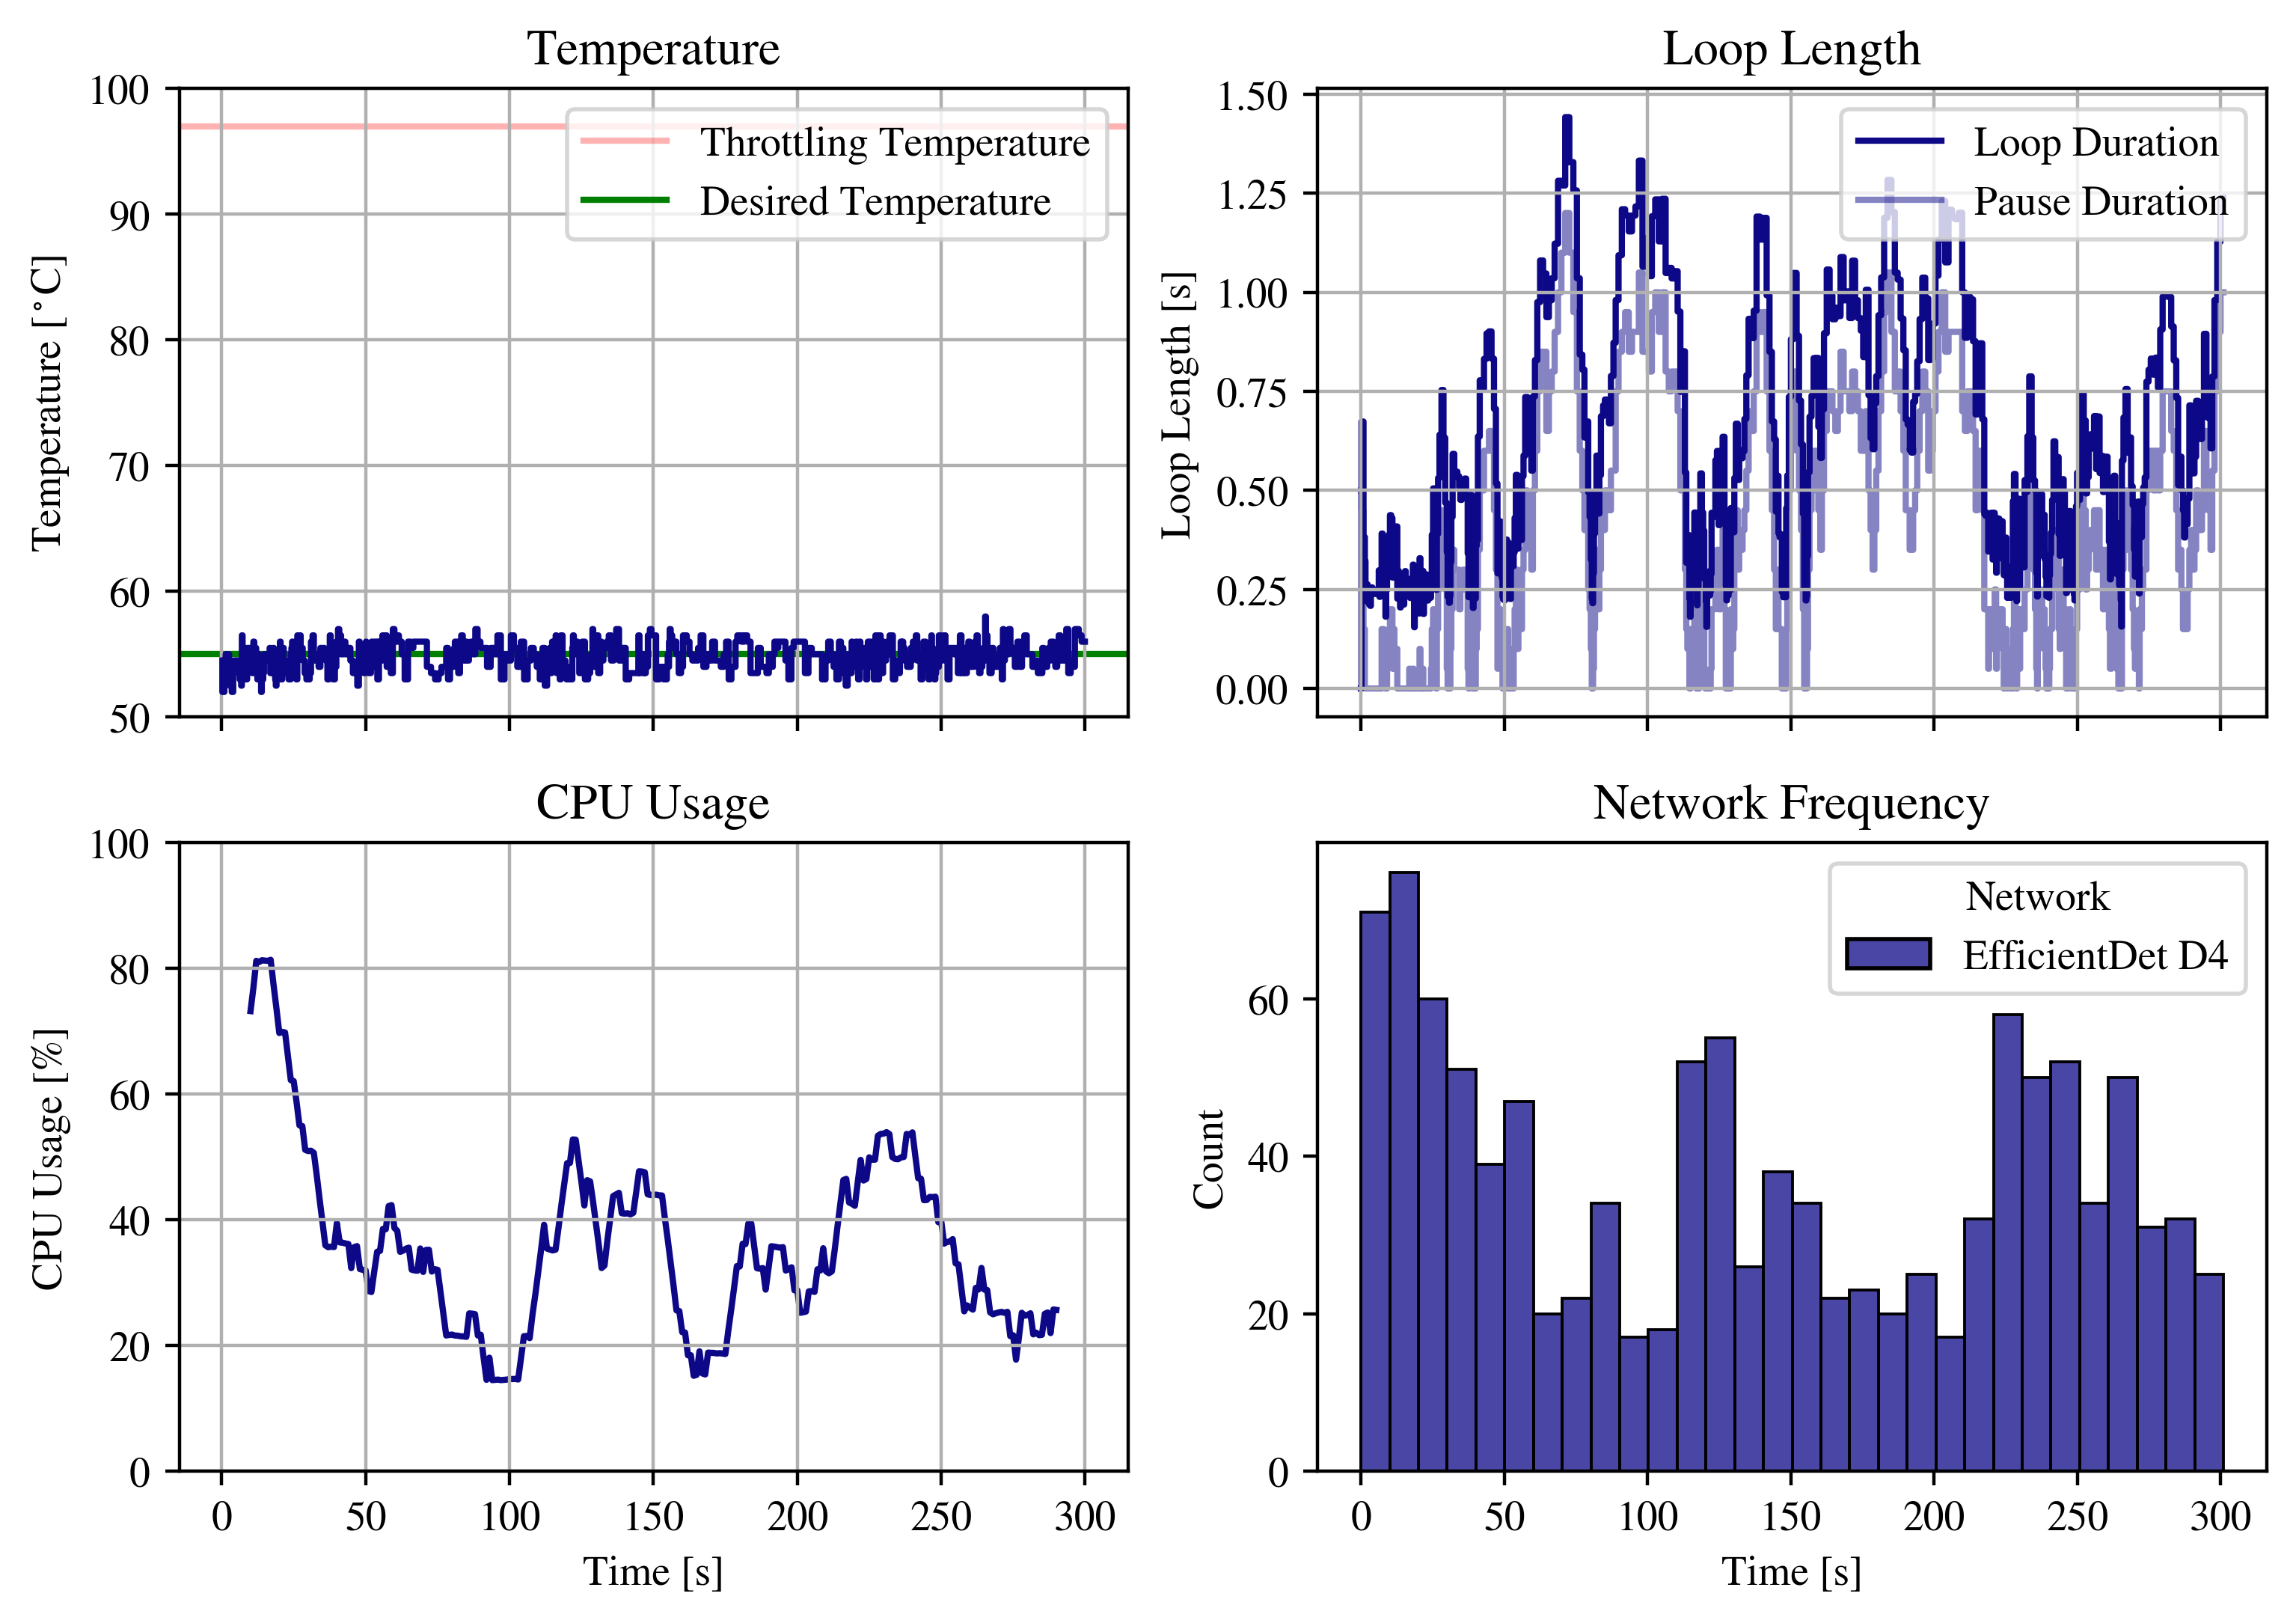 Temperature
100
90
80
70
60
50
Temperature [°C]
Throttling Temperature
Desired Temperature
Loop Length
1.50
1.25
1.00
0.75
0.50
0.25
0.00
Loop Length [s]
Loop Duration
Pause Duration
CPU Usage
100
80
60
40
20
0
CPU Usage [%]
0 50 100 150 200 250 300
Time [s]
Network Frequency
60
40
20
0
Count
Network
EfficientDet D4
0 50 100 150 200 250 300
Time [s]